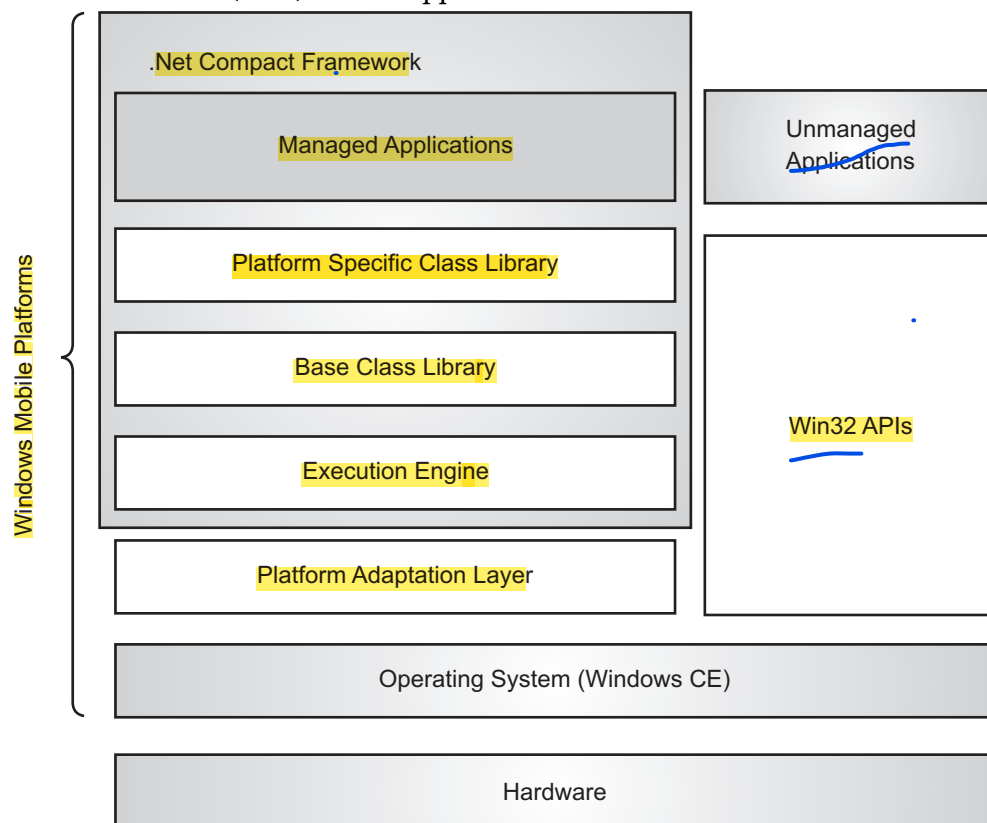 .Net Compact Framework
Managed Applications
Unmanaged
Applications
Platform Specific Class Library
Base Class Library
Win32 APIs
Execution Engine
Platform Adaptation Layer
Operating System (Windows CE)
Hardware
Windows Mobile Platforms